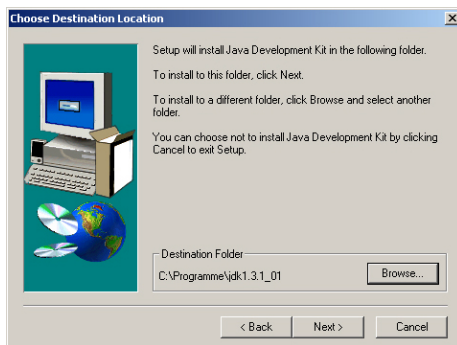 Choose Destination Location
Setup will install Java Development Kit in the following folder.
To install to this folder, click Next.
To install to a different folder, click Browse and select another
folder.
You can choose not to install Java Development Kit by clicking
Cancel to exit Setup.
Destination Folder
C:\Programme\jdk1.3.1_01
Browse...
< Back
Next >
Cancel